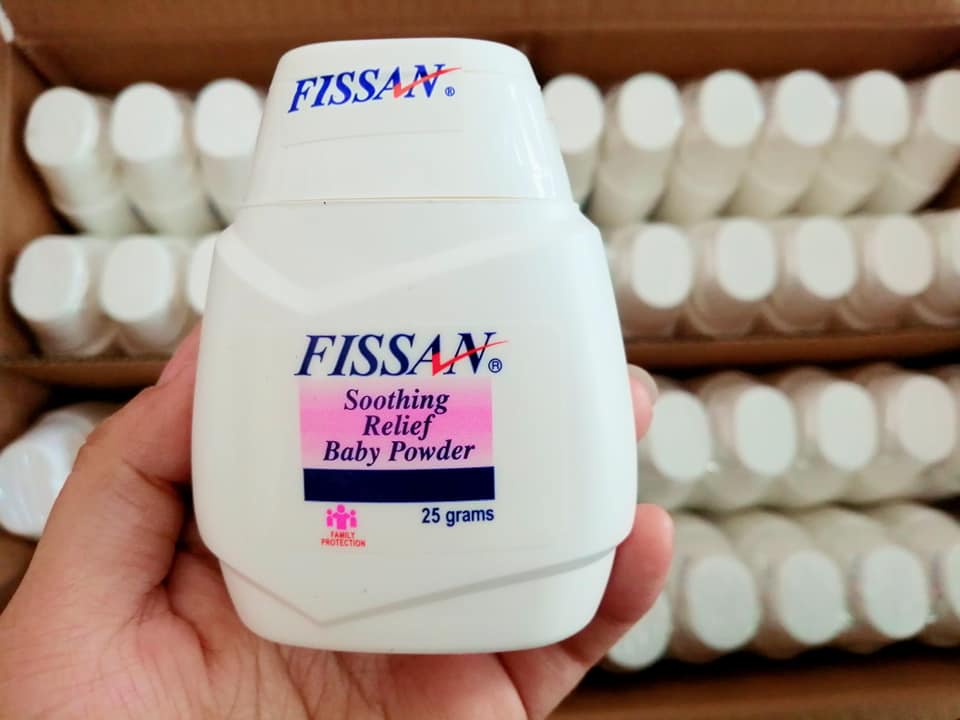 FISSAN®
FISSAN®
Soothing
Relief
Baby Powder
25 grams
FAMILY
PROTECTION